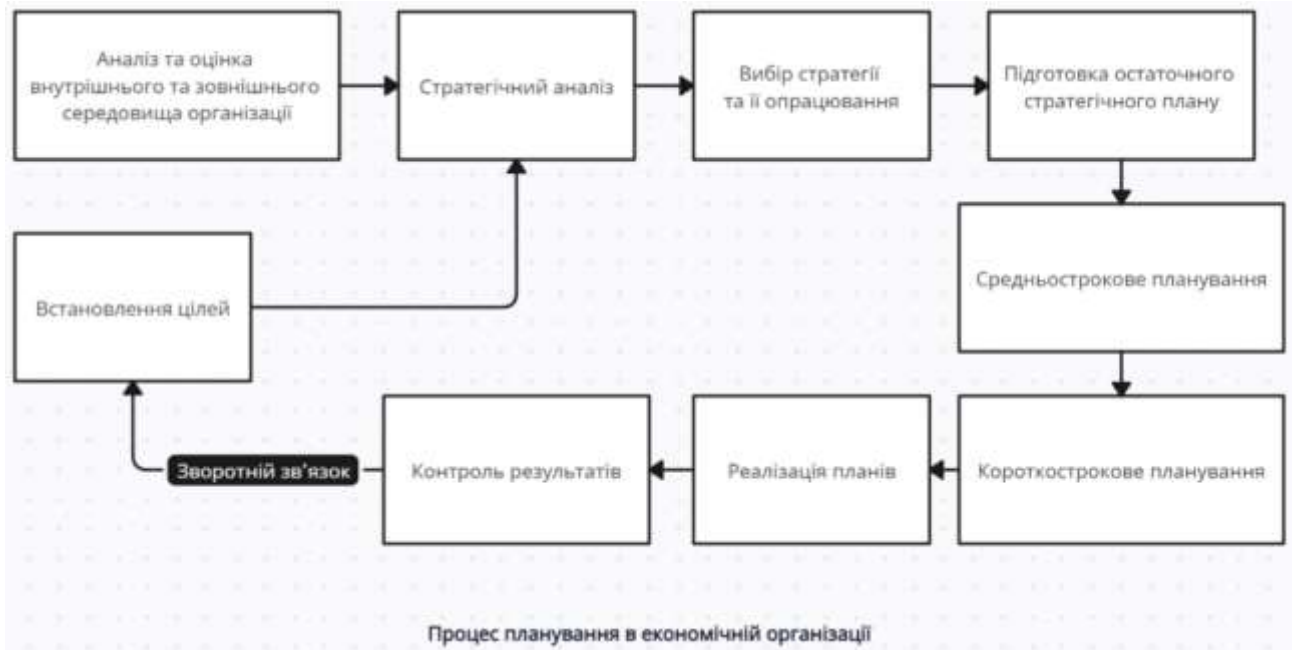 Аналіз та оцінка
внутрішнього та зовнішнього
середовища організації
Стратегічний аналіз
Вибір стратегії
та її опрацювання
Підготовка остаточного
стратегічного плану
Средньострокове планування
Встановлення цілей
Зворотній зв'язок
Контроль результатів
Реалізація планів
Короткострокове планування
Процес планування в економічній організації